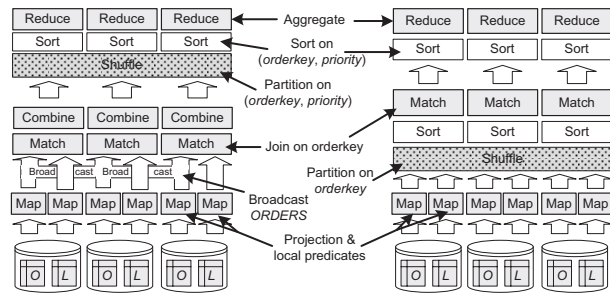 Reduce Reduce Reduce
Aggregate
Reduce Reduce Reduce
Sort Sort Sort
Sort on
(orderkey, priority)
Sort Sort Sort
Shuffle
Partition on
(orderkey, priority)
Combine Combine Combine
Match Match Match
Join on orderkey
Match Match Match
Sort Sort Sort
Broad cast Broad cast
Partition on
orderkey
Shuffle
Broadcast
ORDERS
Map Map Map Map Map Map
Map Map Map Map Map Map
Projection &
local predicates
O L O L O L
O L O L O L